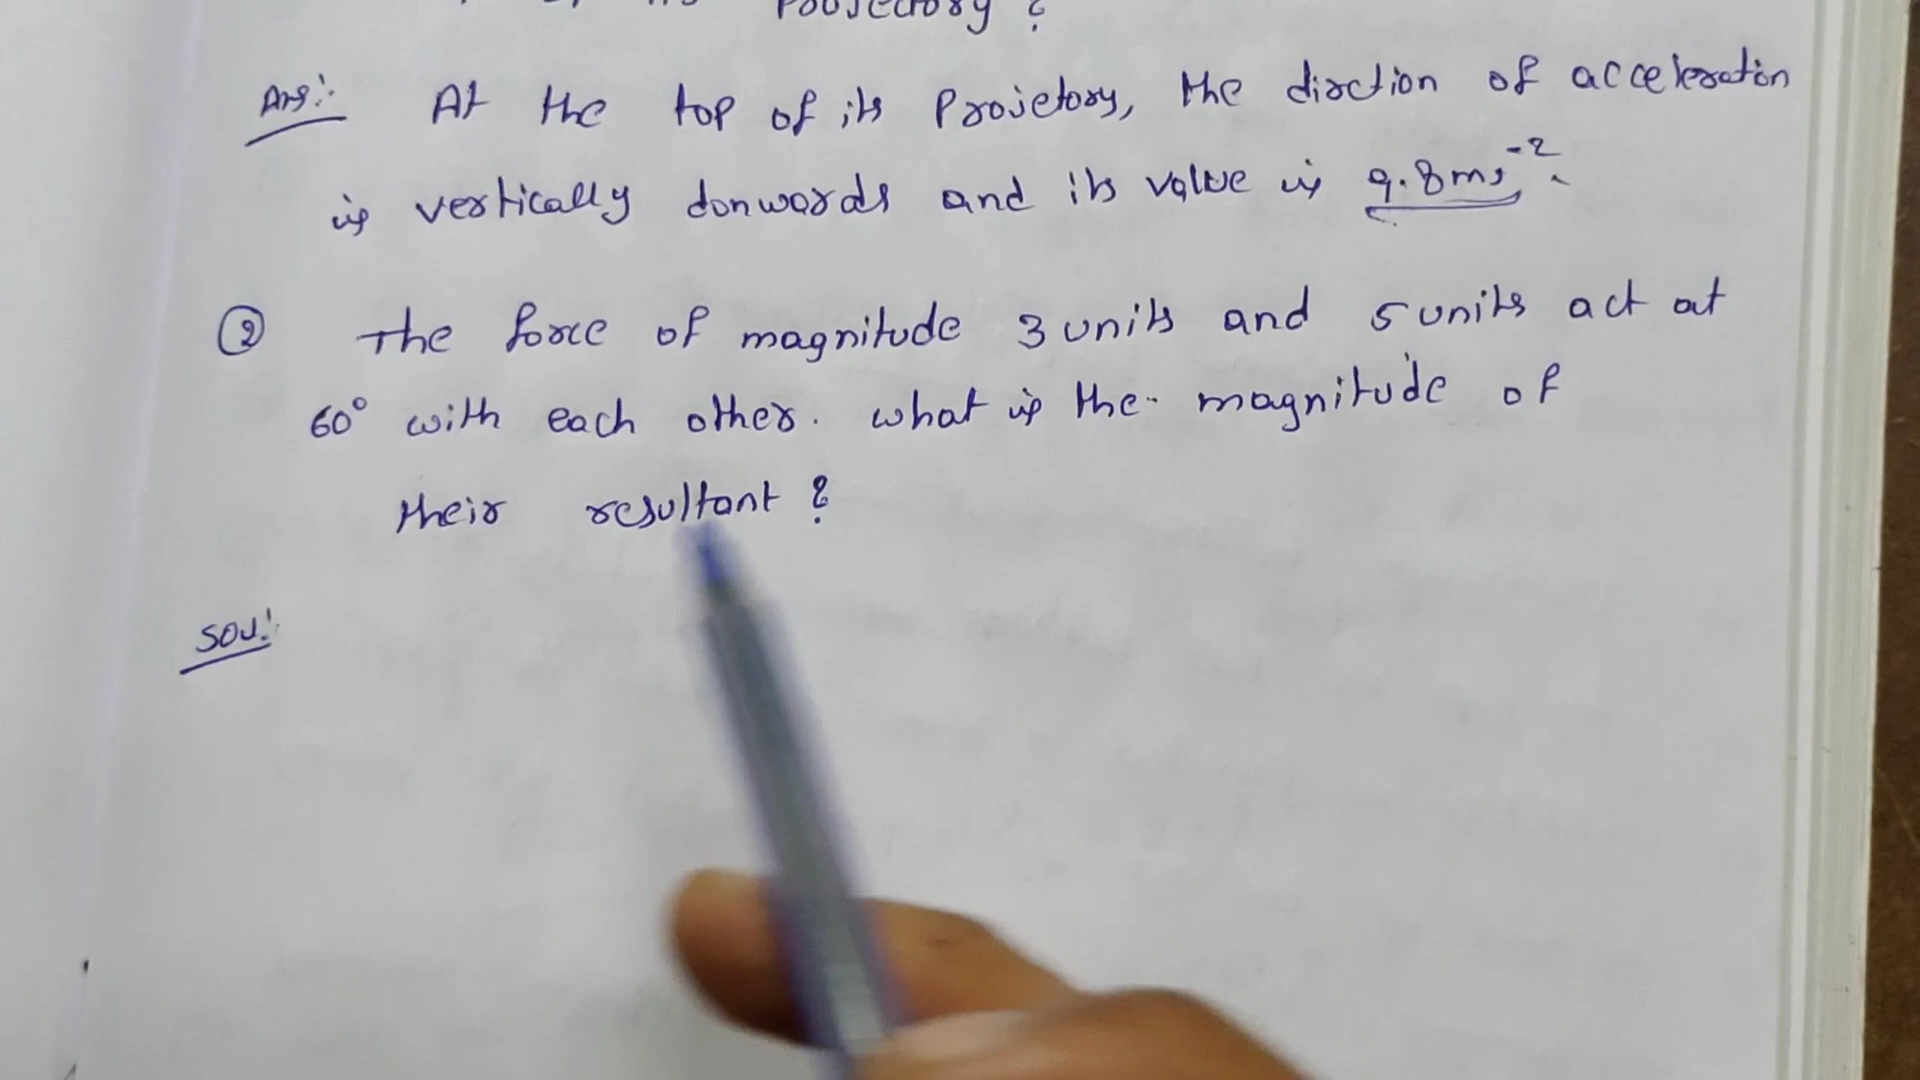 Ans:- At the top of its Projetory, the dirction of acceleration
is vertically donwards and its value is 9.8ms⁻².
② The force of magnitude 3 units and 5 units act at
60° with each other. what is the magnitude of
their resultant ?
Sol: